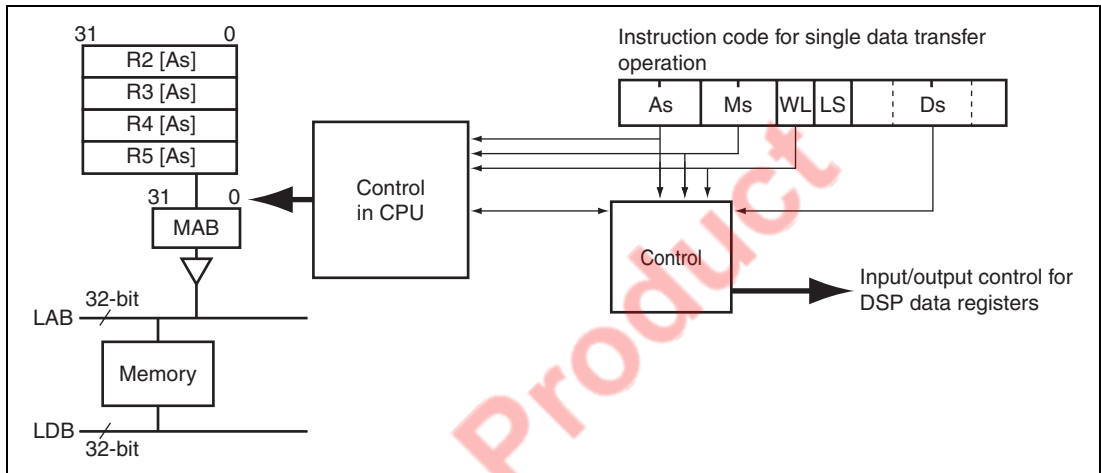 31 0
R2 [As]
R3 [As]
R4 [As]
R5 [As]
31 0
MAB
32-bit
LAB
Memory
LDB
32-bit
Control
in CPU
Instruction code for single data transfer
operation
As Ms WL LS Ds
Control
Input/output control for
DSP data registers
Product